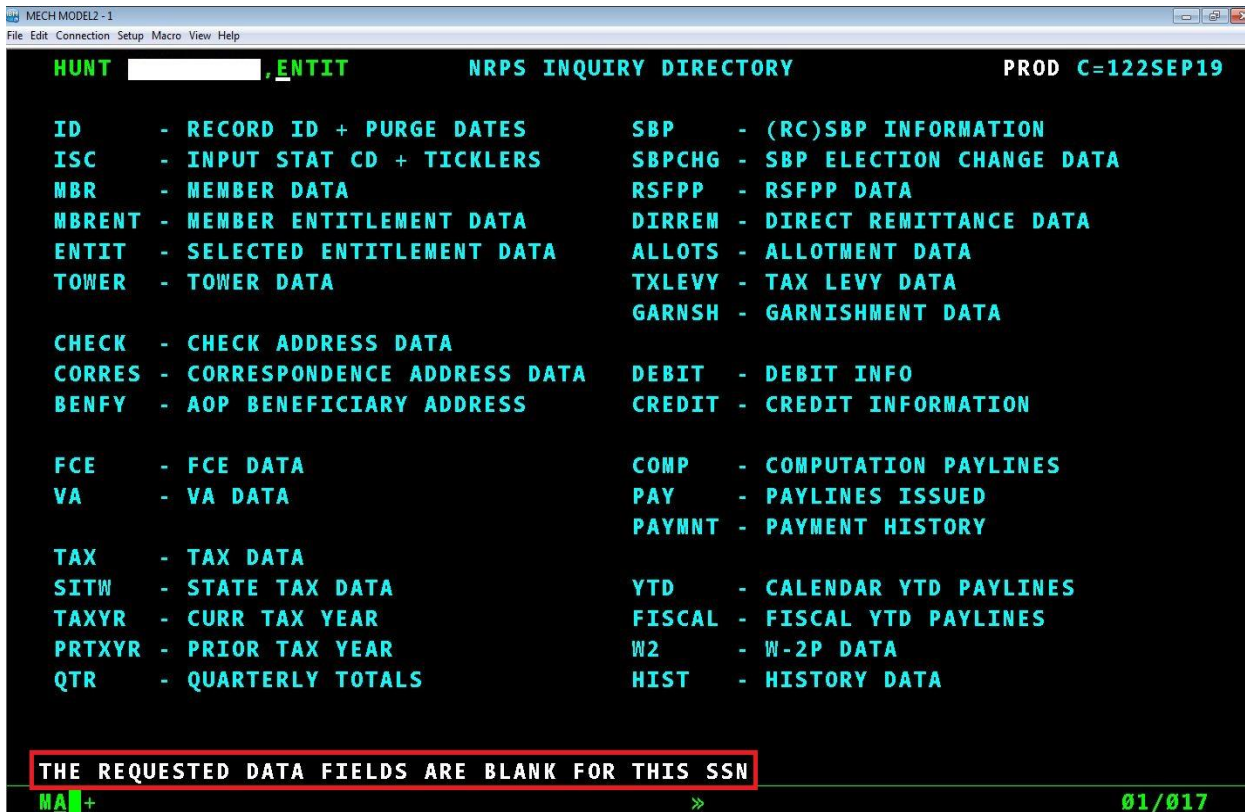 MECH MODEL2 - 1
File Edit Connection Setup Macro View Help
HUNT ,ENTIT NRPS INQUIRY DIRECTORY PROD C=122SEP19
ID - RECORD ID + PURGE DATES SBP - (RC)SBP INFORMATION
ISC - INPUT STAT CD + TICKLERS SBPCHG - SBP ELECTION CHANGE DATA
MBR - MEMBER DATA RSFPP - RSFPP DATA
MBRENT - MEMBER ENTITLEMENT DATA DIRREM - DIRECT REMITTANCE DATA
ENTIT - SELECTED ENTITLEMENT DATA ALLOTS - ALLOTMENT DATA
TOWER - TOWER DATA TXLEVY - TAX LEVY DATA
GARNSH - GARNISHMENT DATA
CHECK - CHECK ADDRESS DATA
CORRES - CORRESPONDENCE ADDRESS DATA DEBIT - DEBIT INFO
BENFY - AOP BENEFICIARY ADDRESS CREDIT - CREDIT INFORMATION
FCE - FCE DATA COMP - COMPUTATION PAYLINES
VA - VA DATA PAY - PAYLINES ISSUED
PAYMNT - PAYMENT HISTORY
TAX - TAX DATA
SITW - STATE TAX DATA YTD - CALENDAR YTD PAYLINES
TAXYR - CURR TAX YEAR FISCAL - FISCAL YTD PAYLINES
PRTXYR - PRIOR TAX YEAR W2 - W-2P DATA
QTR - QUARTERLY TOTALS HIST - HISTORY DATA
THE REQUESTED DATA FIELDS ARE BLANK FOR THIS SSN
MA + » 01/017